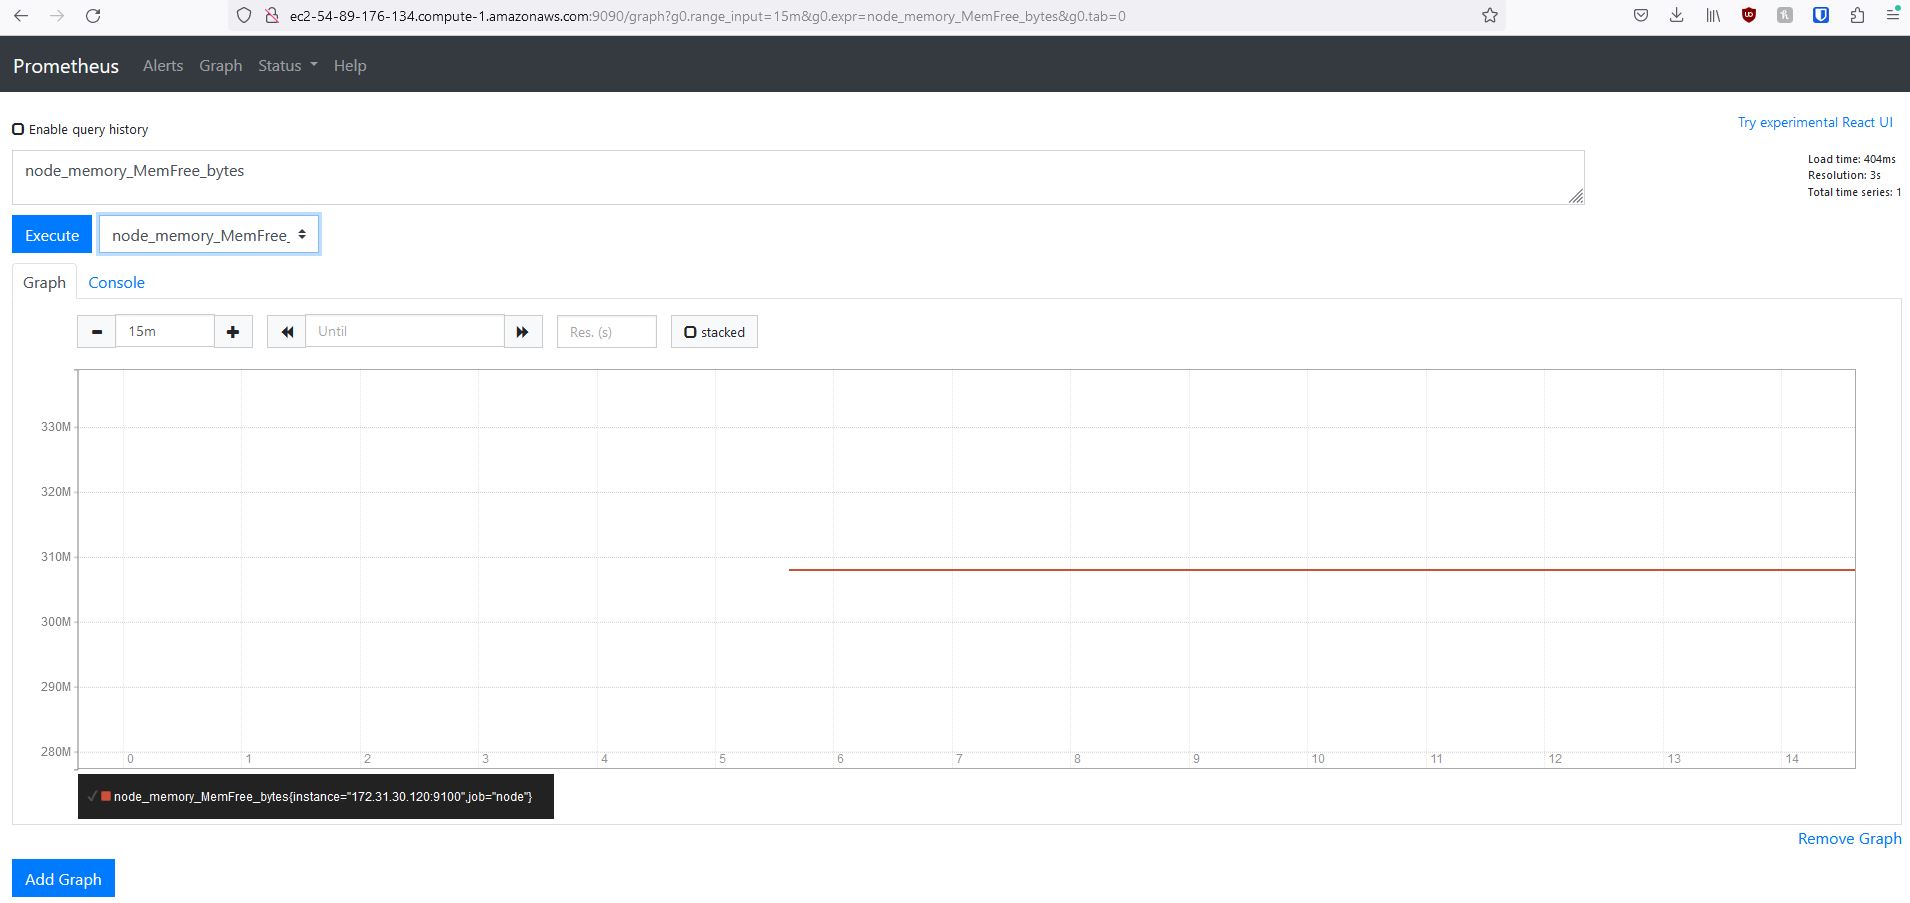 ec2-54-89-176-134.compute-1.amazonaws.com:9090/graph?g0.range_input=15m&g0.expr=node_memory_MemFree_bytes&g0.tab=0
Prometheus Alerts Graph Status Help
Enable query history
Try experimental React UI
node_memory_MemFree_bytes
Load time: 404ms
Resolution: 3s
Total time series: 1
Execute node_memory_MemFree_
Graph Console
15m Until Res. (s) stacked
330M
320M
310M
300M
290M
280M
0 1 2 3 4 5 6 7 8 9 10 11 12 13 14
node_memory_MemFree_bytes{instance="172.31.30.120:9100",job="node"}
Remove Graph
Add Graph